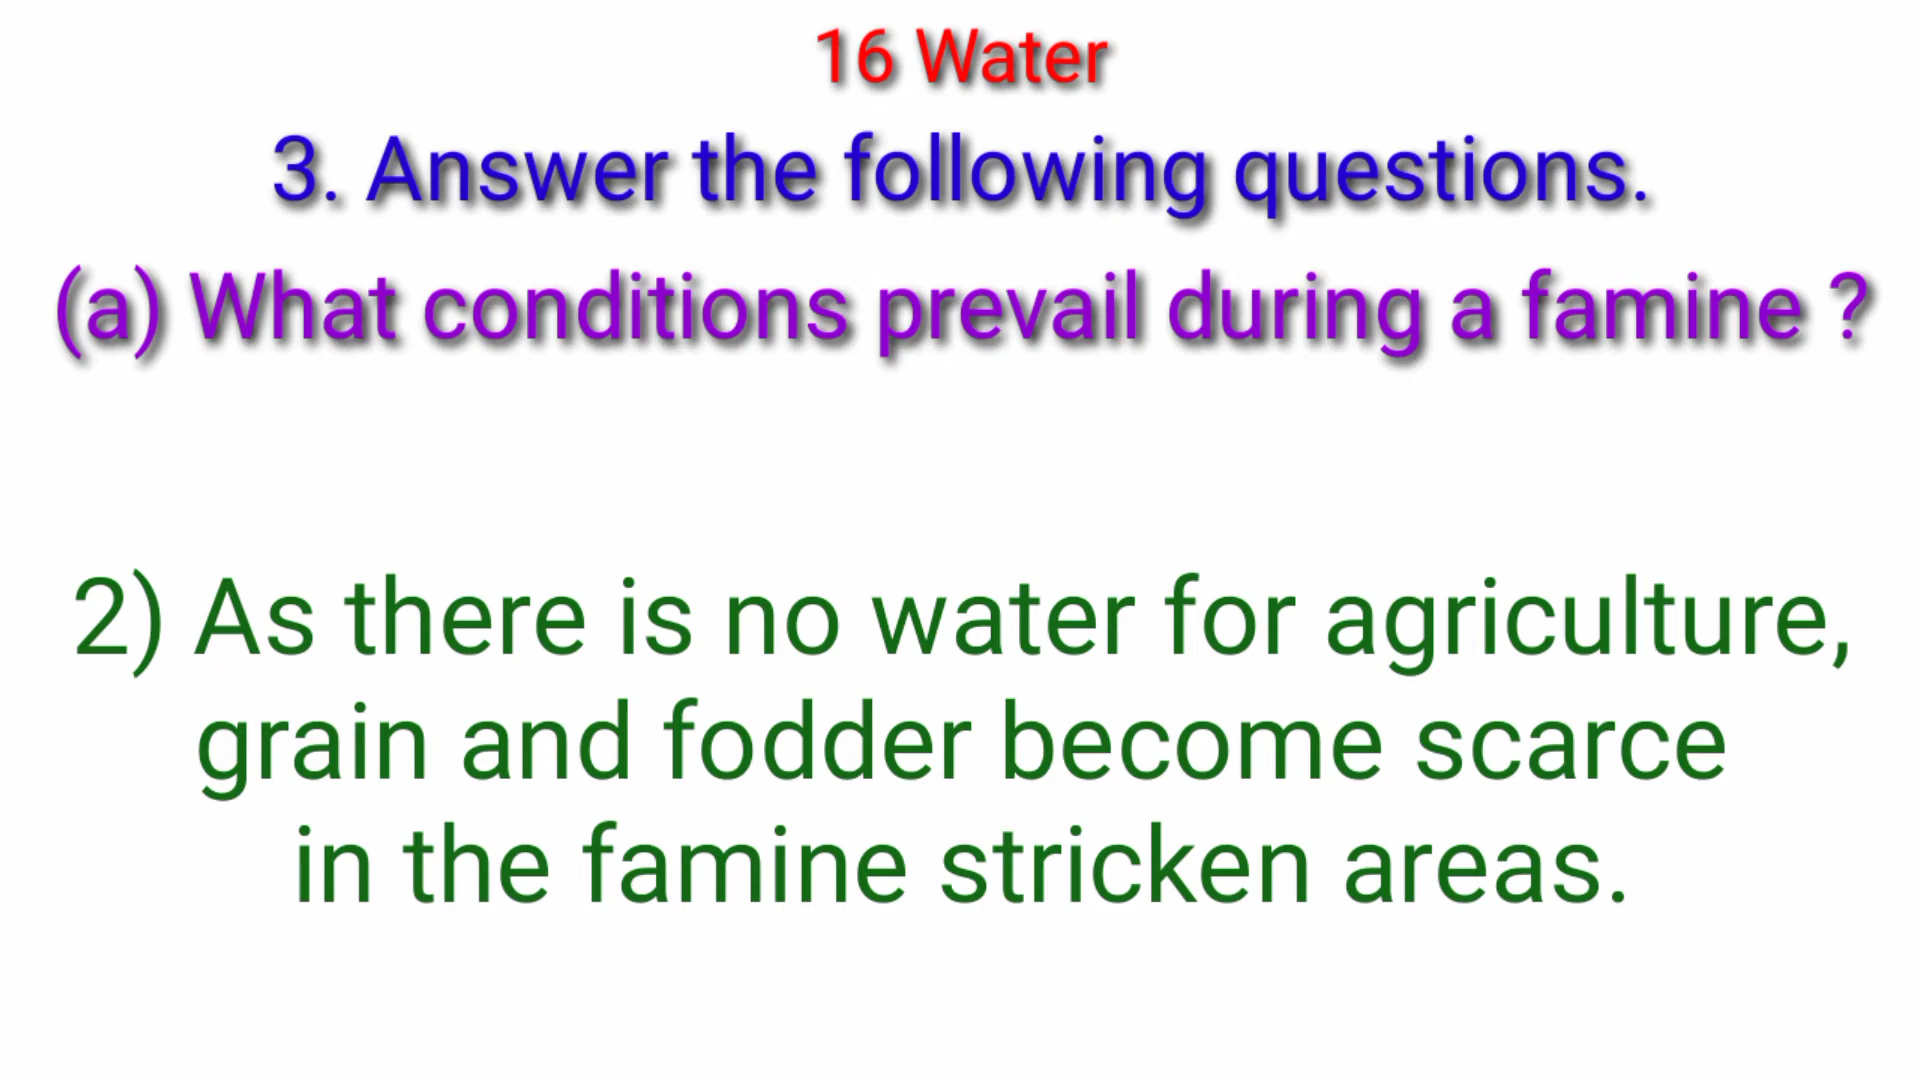 16 Water
3. Answer the following questions.
(a) What conditions prevail during a famine ?
2) As there is no water for agriculture,
grain and fodder become scarce
in the famine stricken areas.